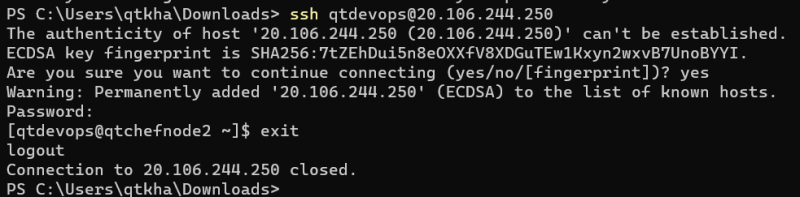 PS C:\Users\qtkha\Downloads> ssh qtdevops@20.106.244.250
The authenticity of host '20.106.244.250 (20.106.244.250)' can't be established.
ECDSA key fingerprint is SHA256:7tZEhDui5n8eOXXfV8XDGuTEw1Kxyn2wxvB7UnoBYYI.
Are you sure you want to continue connecting (yes/no/[fingerprint])? yes
Warning: Permanently added '20.106.244.250' (ECDSA) to the list of known hosts.
Password:
[qtdevops@qtchefnode2 ~]$ exit
logout
Connection to 20.106.244.250 closed.
PS C:\Users\qtkha\Downloads>